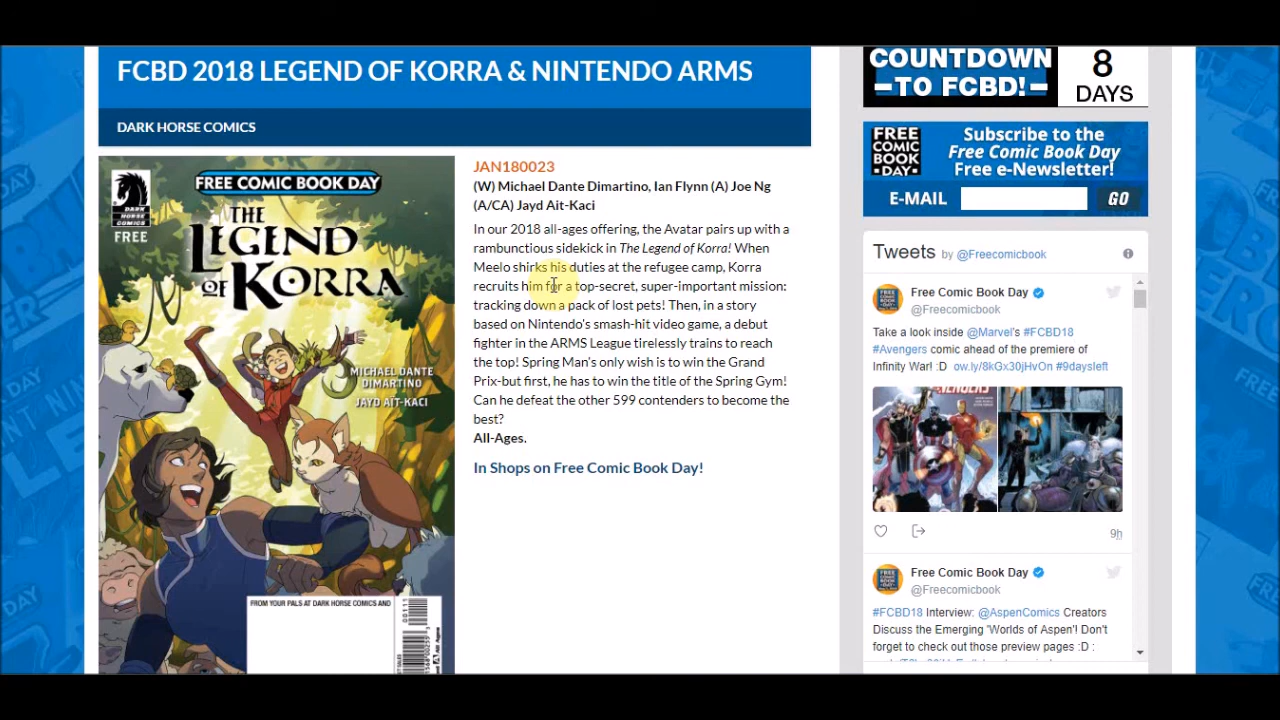 FCBD 2018 LEGEND OF KORRA & NINTENDO ARMS
DARK HORSE COMICS
DARK
HORSE
COMICS
FREE
FREE COMIC BOOK DAY
THE
LEGEND
OF KORRA
MICHAEL DANTE
DIMARTINO
JAYD AIT-KACI
FROM YOUR PALS AT DARK HORSE COMICS AND
00111
JAN180023
(W) Michael Dante Dimartino, Ian Flynn (A) Joe Ng
(A/CA) Jayd Ait-Kaci
In our 2018 all-ages offering, the Avatar pairs up with a
rambunctious sidekick in The Legend of Korra! When
Meelo shirks his duties at the refugee camp, Korra
recruits him for a top-secret, super-important mission:
tracking down a pack of lost pets! Then, in a story
based on Nintendo's smash-hit video game, a debut
fighter in the ARMS League tirelessly trains to reach
the top! Spring Man's only wish is to win the Grand
Prix-but first, he has to win the title of the Spring Gym!
Can he defeat the other 599 contenders to become the
best?
All-Ages.
In Shops on Free Comic Book Day!
COUNTDOWN
-TO FCBD!-
8
DAYS
FREE
COMIC
BOOK
DAY
Subscribe to the
Free Comic Book Day
Free e-Newsletter!
E-MAIL
GO
Tweets by @Freecomicbook
Free Comic Book Day
@Freecomicbook
Take a look inside @Marvel's #FCBD18
#Avengers comic ahead of the premiere of
Infinity War! :D ow.ly/8kGx30jHvOn #9daysleft
AVENGERS
9h
Free Comic Book Day
@Freecomicbook
#FCBD18 Interview: @AspenComics Creators
Discuss the Emerging 'Worlds of Aspen'! Don't
forget to check out those preview pages :D :